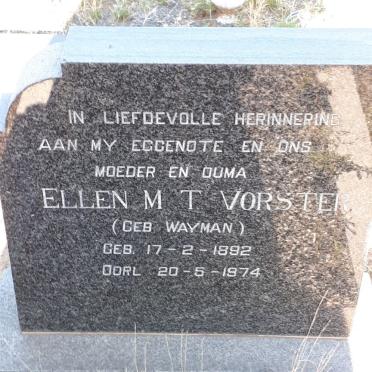 IN LIEFDEVOLLE HERINNERING
AAN MY EGGENOTE EN ONS
MOEDER EN OUMA
ELLEN M T VORSTER
(GEB WAYMAN)
GEB. 17-2-1892
OORL 20-5-1974